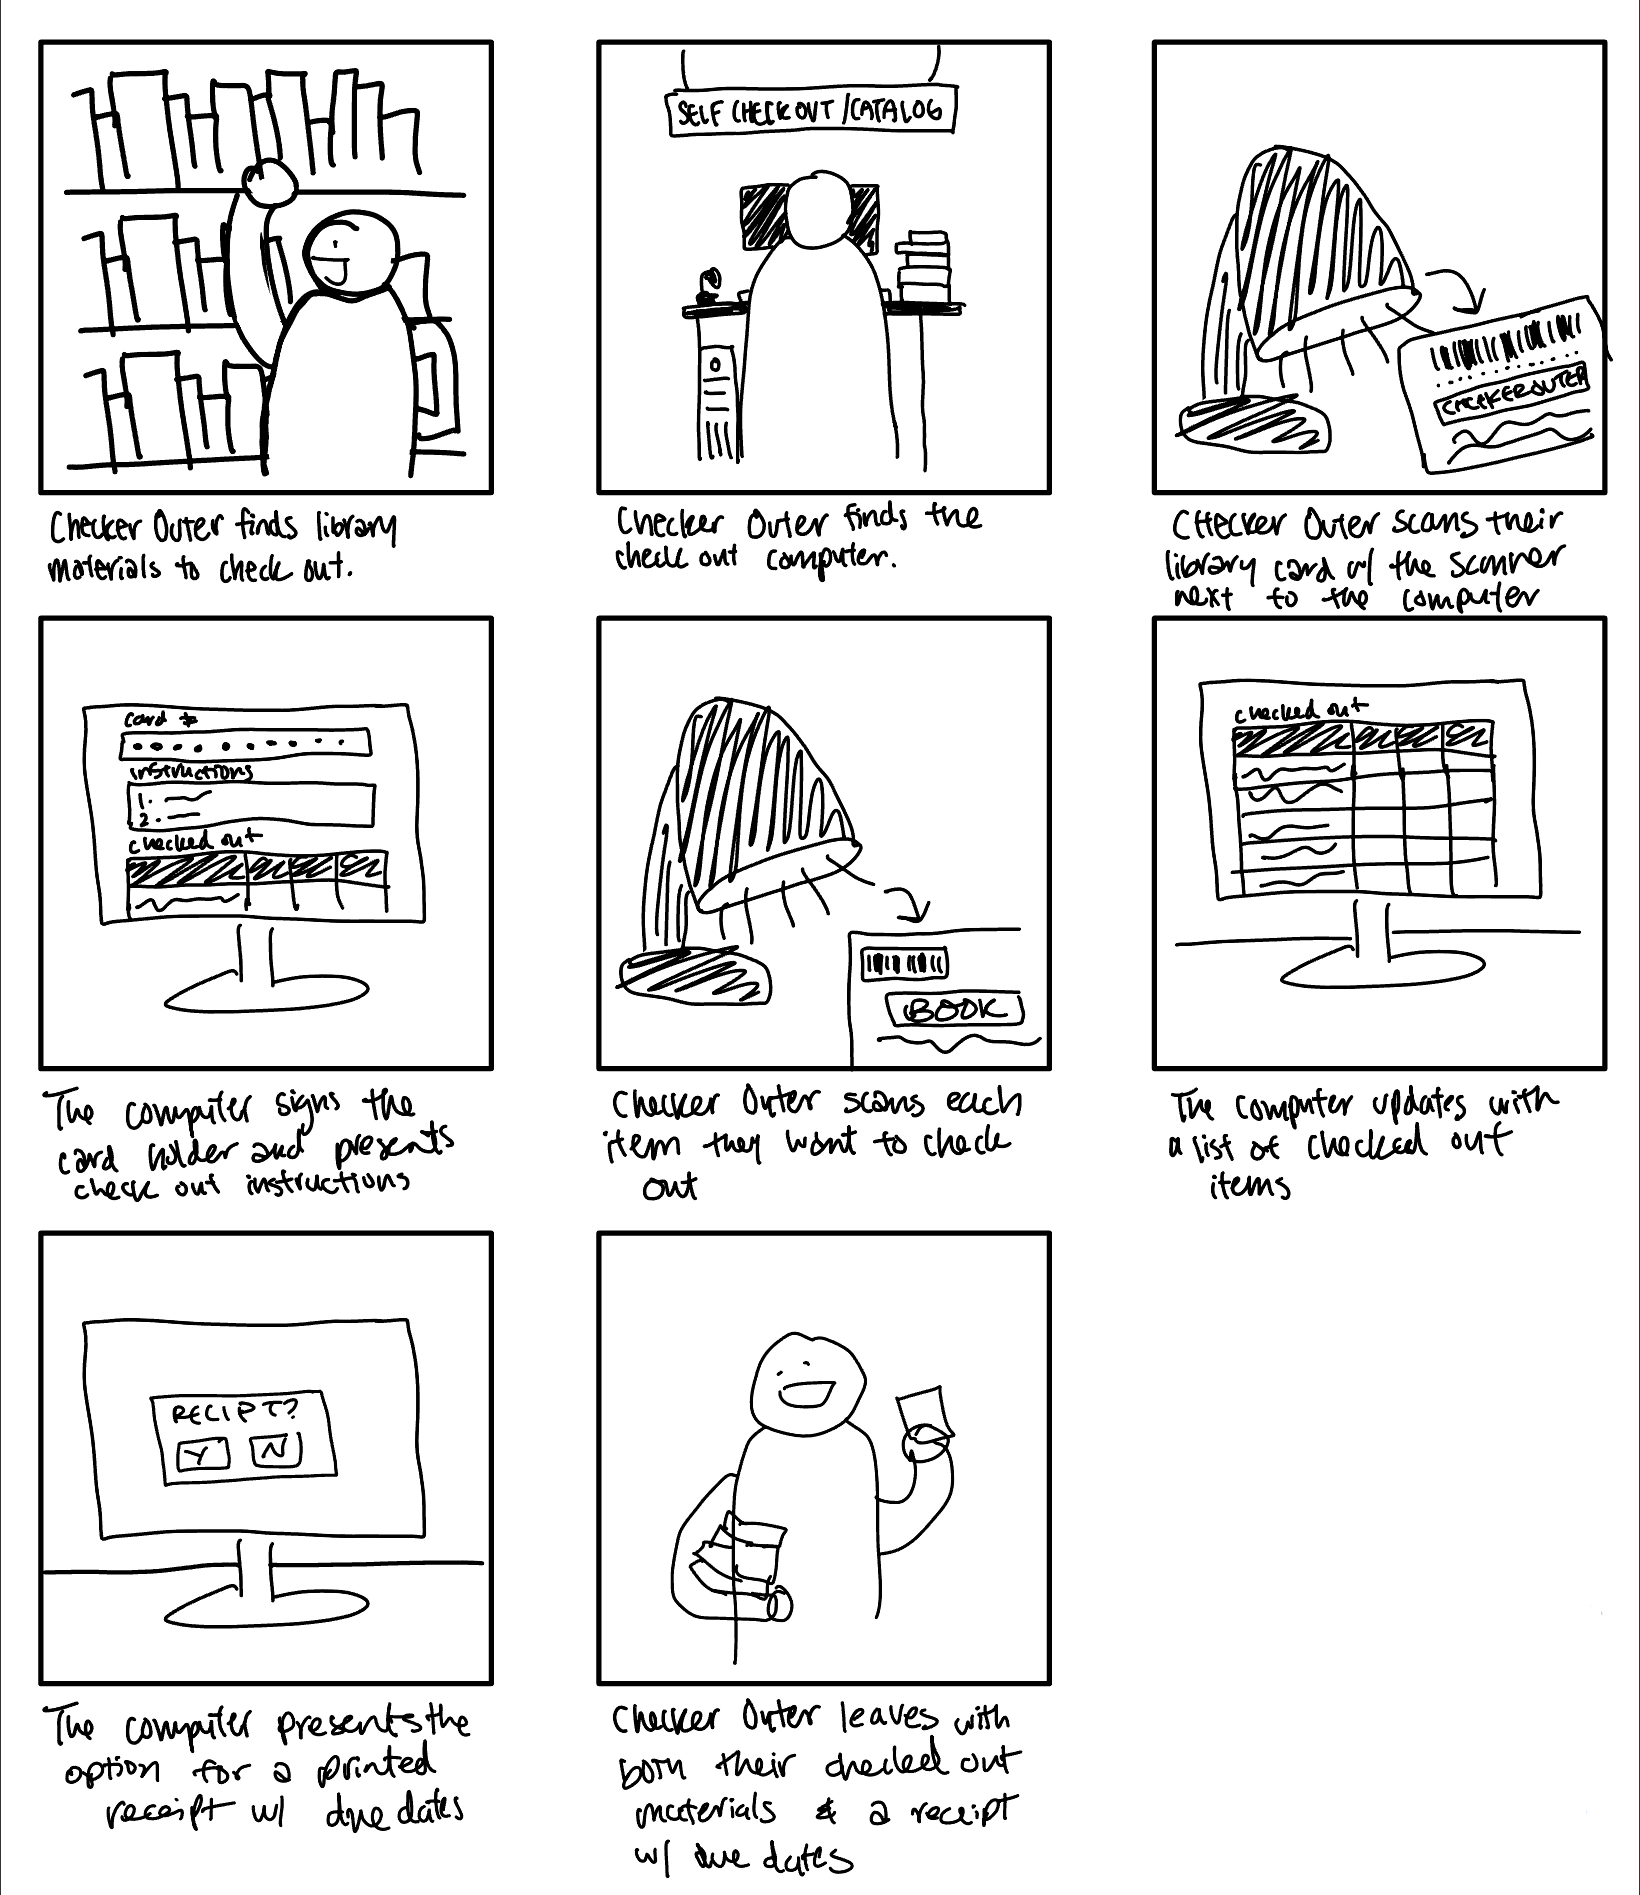 SELF CHECK OUT / CATALOG
CHECKEROUTER
Checker Outer finds library
materials to check out.
Checker Outer finds the
check out computer.
CHECKER Outer scans their
library card w/ the scanner
next to the computer
card #
instructions
1.
2.
checked out
BOOK
checked out
The computer signs the
card holder and presents
check out instructions
Checker Outer scans each
item they want to check
out
The computer updates with
a list of checked out
items
RECIPT?
Y N
The computer presents the
option for a printed
receipt w/ due dates
Checker Outer leaves with
both their checked out
materials & a receipt
w/ due dates